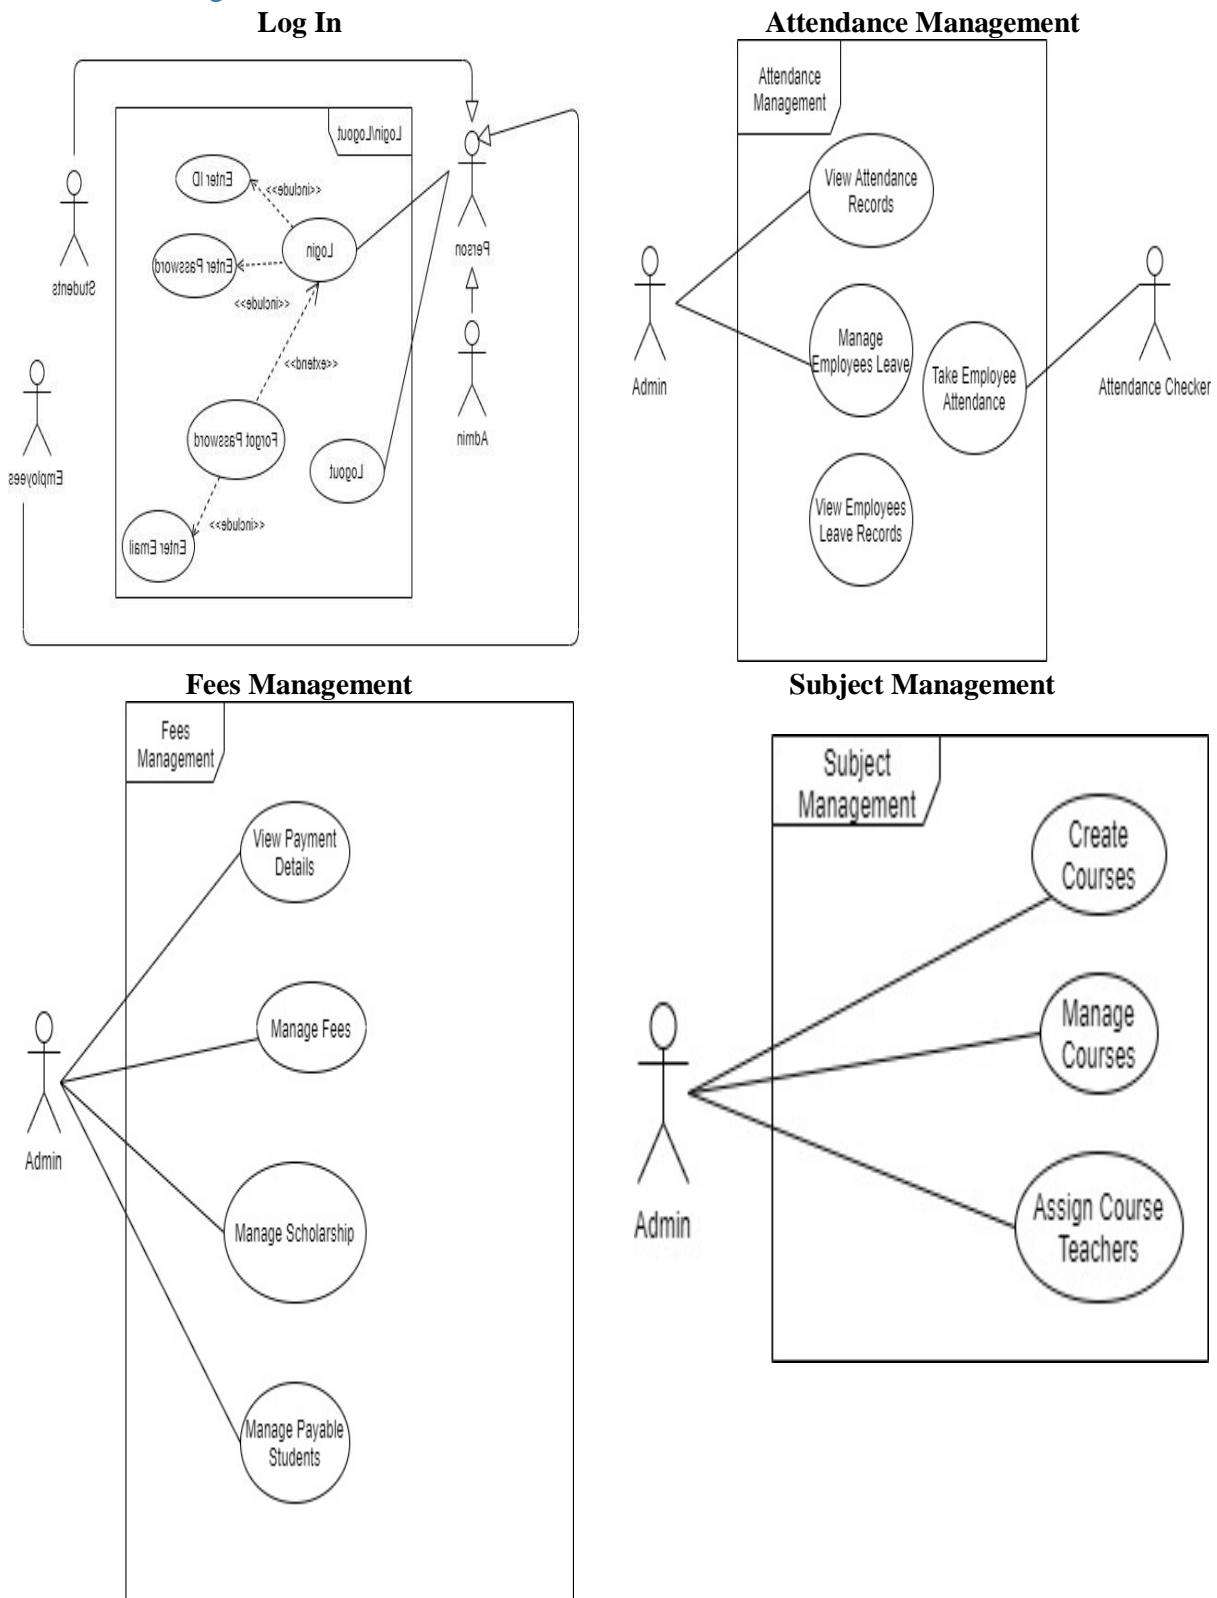 Log In
Login/Logout
Enter ID
<<include>>
Login
Enter Password
<<include>>
<<extend>>
Forgot Password
Logout
<<include>>
Enter Email
Students
Employees
Person
Admin
Attendance Management
Attendance
Management
View Attendance
Records
Manage
Employees Leave
Take Employee
Attendance
View Employees
Leave Records
Admin
Attendance Checker
Fees Management
Fees
Management
View Payment
Details
Manage Fees
Manage Scholarship
Manage Payable
Students
Admin
Subject Management
Subject
Management
Create
Courses
Manage
Courses
Assign Course
Teachers
Admin